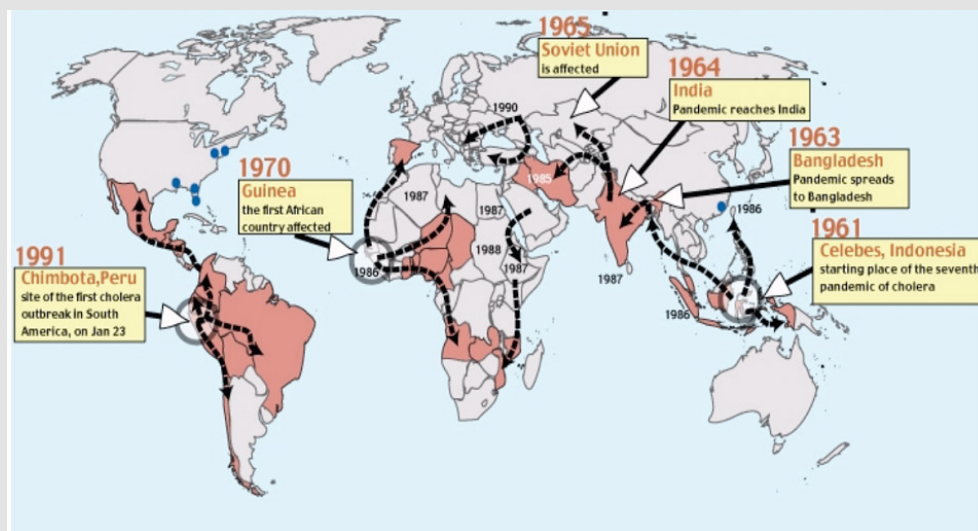 1965
Soviet Union
is affected
1964
India
Pandemic reaches India
1963
Bangladesh
Pandemic spreads
to Bangladesh
1961
Celebes, Indonesia
starting place of the seventh
pandemic of cholera
1970
Guinea
the first African
country affected
1991
Chimbota,Peru
site of the first cholera
outbreak in South
America, on Jan 23
1990
1985
1987
1987
1986
1988
1986
1987
1987
1986